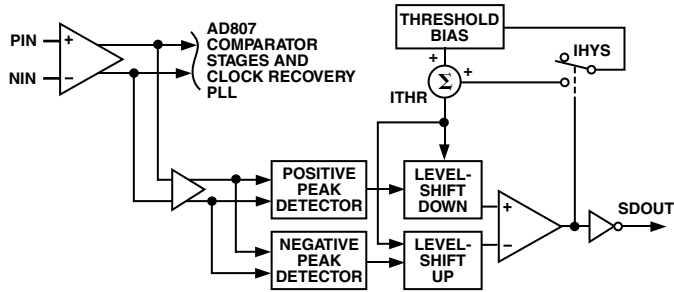 PIN
NIN
+
−
AD807
COMPARATOR
STAGES AND
CLOCK RECOVERY
PLL
THRESHOLD
BIAS
IHYS
+
+
Σ
ITHR
POSITIVE
PEAK
DETECTOR
LEVEL-
SHIFT
DOWN
NEGATIVE
PEAK
DETECTOR
LEVEL-
SHIFT
UP
+
−
SDOUT